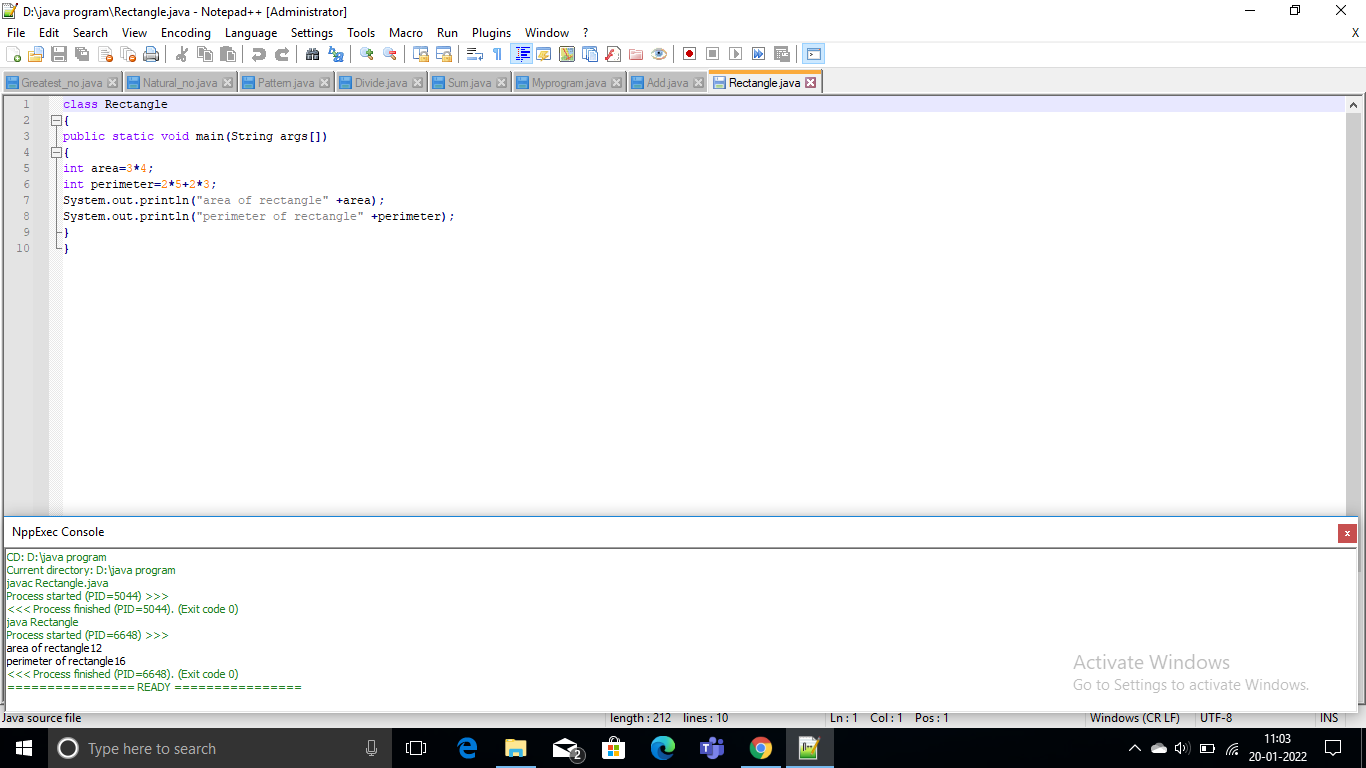 D:\java program\Rectangle.java - Notepad++ [Administrator]
File Edit Search View Encoding Language Settings Tools Macro Run Plugins Window ? X
Greatest_no.java Natural_no.java Pattern.java Divide.java Sum.java Myprogram.java Add.java Rectangle.java
1 class Rectangle
2 {
3 public static void main(String args[])
4 {
5 int area=3*4;
6 int perimeter=2*5+2*3;
7 System.out.println("area of rectangle" +area);
8 System.out.println("perimeter of rectangle" +perimeter);
9 }
10 }
NppExec Console
CD: D:\java program
Current directory: D:\java program
javac Rectangle.java
Process started (PID=5044) >>>
<<< Process finished (PID=5044). (Exit code 0)
java Rectangle
Process started (PID=6648) >>>
area of rectangle12
perimeter of rectangle16
<<< Process finished (PID=6648). (Exit code 0)
================ READY ================
Activate Windows
Go to Settings to activate Windows.
Java source file length : 212 lines : 10 Ln : 1 Col : 1 Pos : 1 Windows (CR LF) UTF-8 INS
Type here to search 2 11:03
20-01-2022